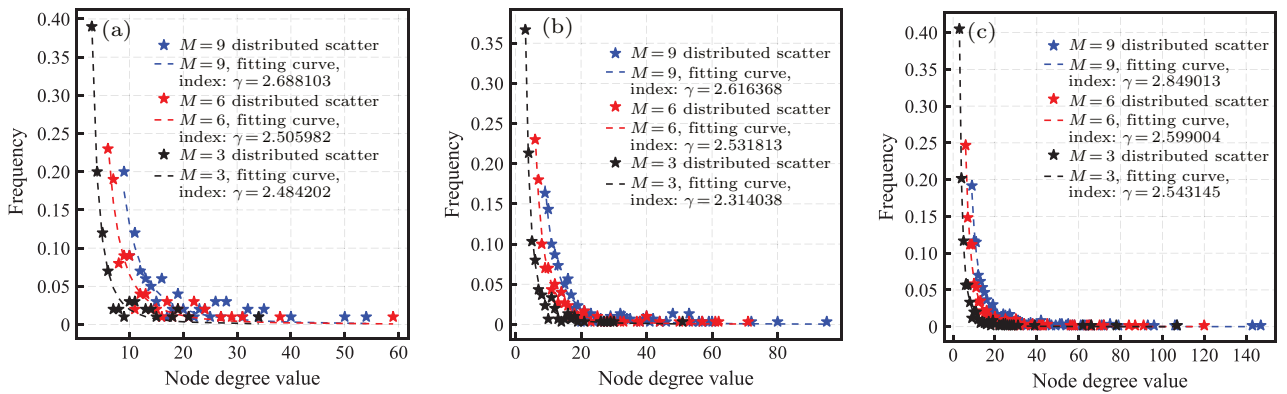 (a)
M = 9 distributed scatter
M = 9, fitting curve,
index: γ = 2.688103
M = 6 distributed scatter
M = 6, fitting curve,
index: γ = 2.505982
M = 3 distributed scatter
M = 3, fitting curve,
index: γ = 2.484202
Frequency
0.40
0.35
0.30
0.25
0.20
0.15
0.10
0.05
0
10 20 30 40 50 60
Node degree value
(b)
M = 9 distributed scatter
M = 9, fitting curve,
index: γ = 2.616368
M = 6 distributed scatter
M = 6, fitting curve,
index: γ = 2.531813
M = 3 distributed scatter
M = 3, fitting curve,
index: γ = 2.314038
Frequency
0.35
0.30
0.25
0.20
0.15
0.10
0.05
0
0 20 40 60 80
Node degree value
(c)
M = 9 distributed scatter
M = 9, fitting curve,
index: γ = 2.849013
M = 6 distributed scatter
M = 6, fitting curve,
index: γ = 2.599004
M = 3 distributed scatter
M = 3, fitting curve,
index: γ = 2.543145
Frequency
0.40
0.35
0.30
0.25
0.20
0.15
0.10
0.05
0
0 20 40 60 80 100 120 140
Node degree value